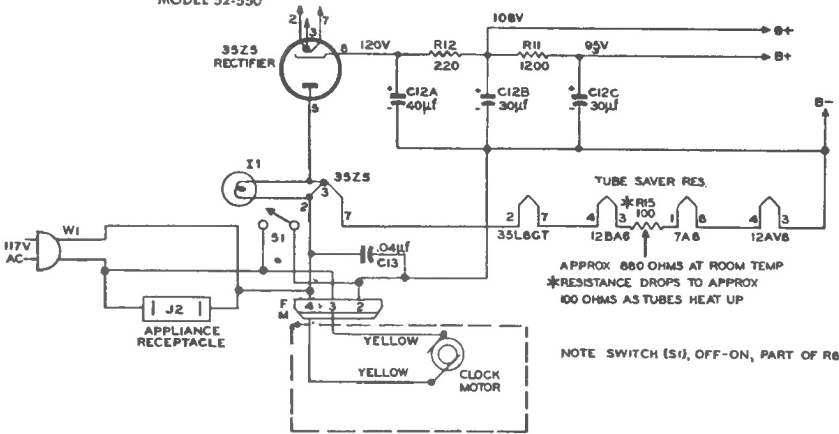 MODEL 52-550
2 3 7
35Z5
RECTIFIER
8
120V
R12
220
108V
R11
1200
95V
B+
B+
+
C12A
40µf
-
+
C12B
30µf
-
+
C12C
30µf
-
B-
5
I1
35Z5
3
2
7
TUBE SAVER RES.
2 7
35L6GT
4 3
12BA6
*R15
100
1 8
7A8
4 3
12AV6
W1
117V
AC
S1
.04µf
C13
APPROX 880 OHMS AT ROOM TEMP
*RESISTANCE DROPS TO APPROX
100 OHMS AS TUBES HEAT UP
J2
APPLIANCE
RECEPTACLE
F
M
4 3 2
YELLOW
YELLOW
CLOCK
MOTOR
NOTE SWITCH (S1), OFF-ON, PART OF R6